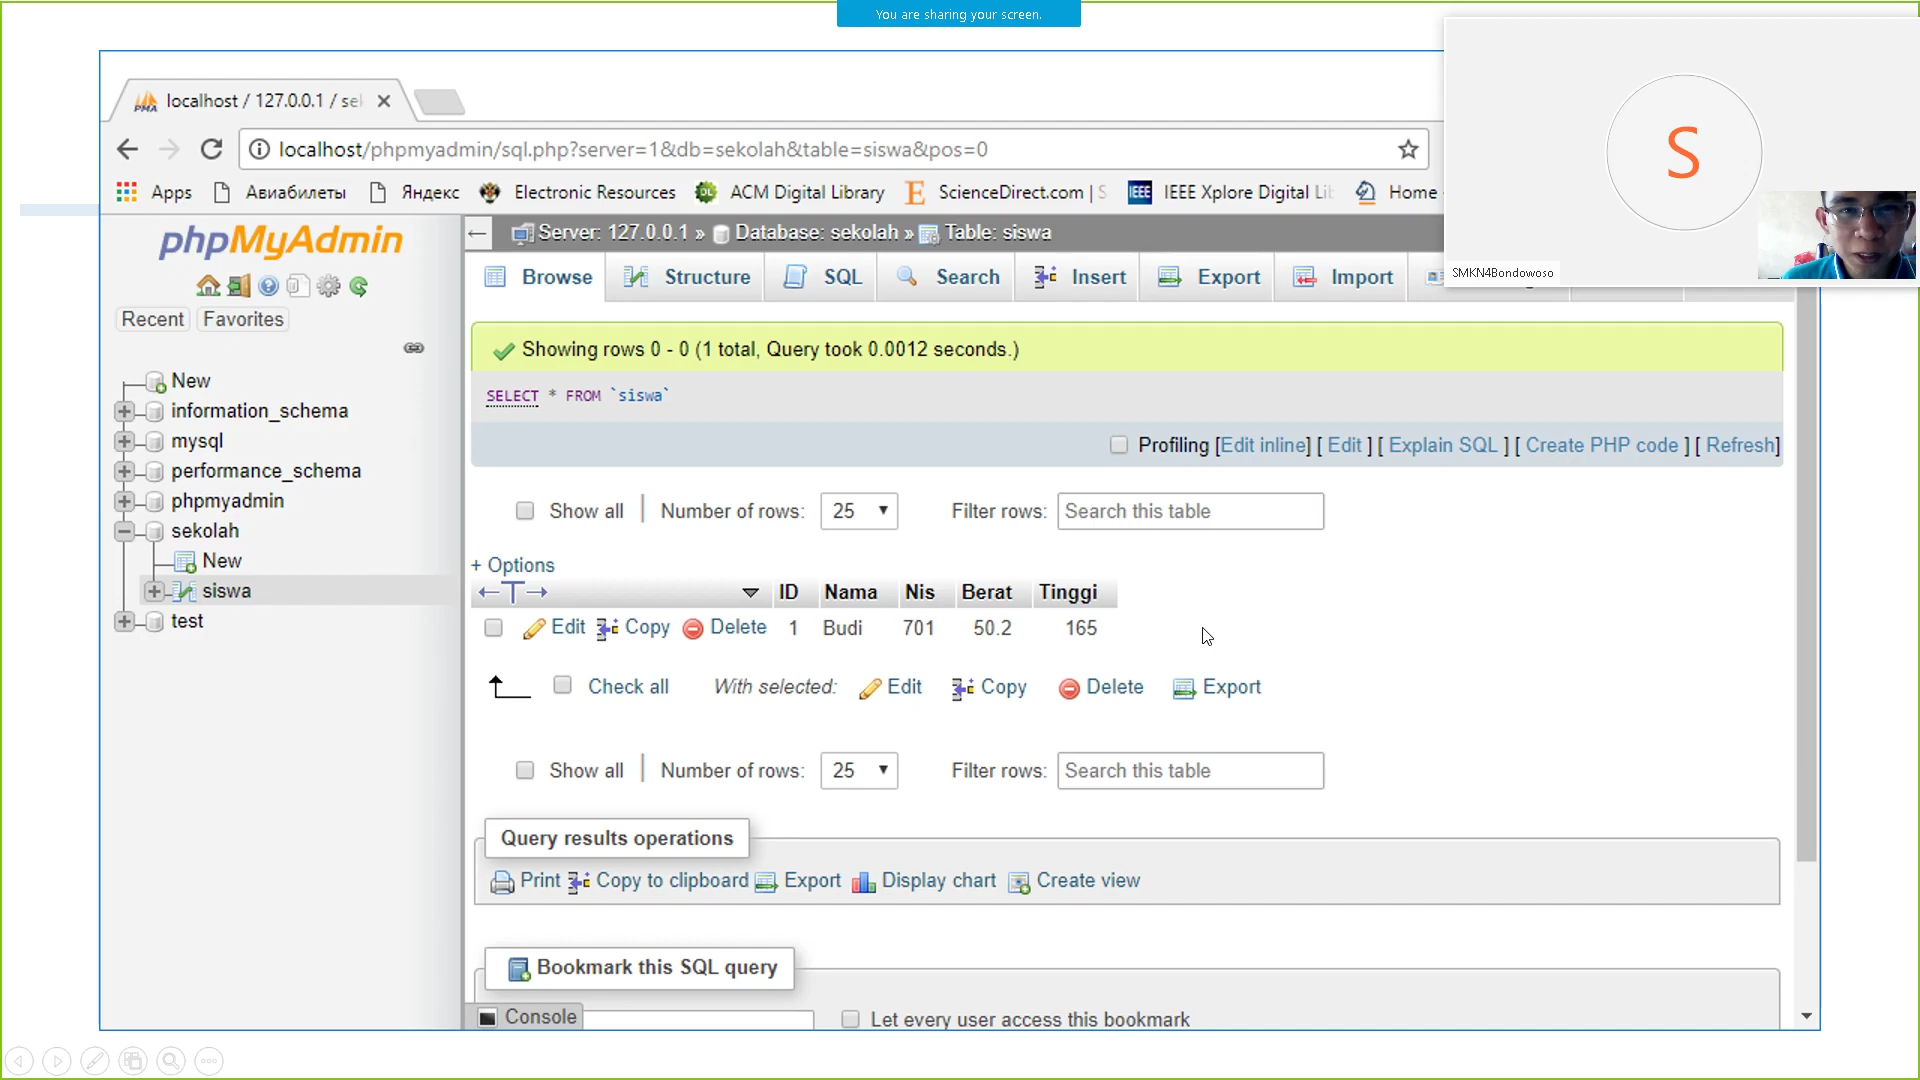 You are sharing your screen.
S
SMKN4Bondowoso
PMA localhost / 127.0.0.1 / sel
localhost/phpmyadmin/sql.php?server=1&db=sekolah&table=siswa&pos=0
Apps Авиабилеты Яндекс Electronic Resources DL ACM Digital Library ScienceDirect.com | S IEEE IEEE Xplore Digital Lib Home
phpMyAdmin
Recent Favorites
New
information_schema
mysql
performance_schema
phpmyadmin
sekolah
New
siswa
test
Server: 127.0.0.1 » Database: sekolah » Table: siswa
Browse Structure SQL Search Insert Export Import
Showing rows 0 - 0 (1 total, Query took 0.0012 seconds.)
SELECT * FROM `siswa`
Profiling [Edit inline] [ Edit ] [ Explain SQL ] [ Create PHP code ] [ Refresh]
Show all | Number of rows: 25 Filter rows: Search this table
+ Options
←T→ ID Nama Nis Berat Tinggi
Edit Copy Delete 1 Budi 701 50.2 165
Check all With selected: Edit Copy Delete Export
Show all | Number of rows: 25 Filter rows: Search this table
Query results operations
Print Copy to clipboard Export Display chart Create view
Bookmark this SQL query
Console
Let every user access this bookmark